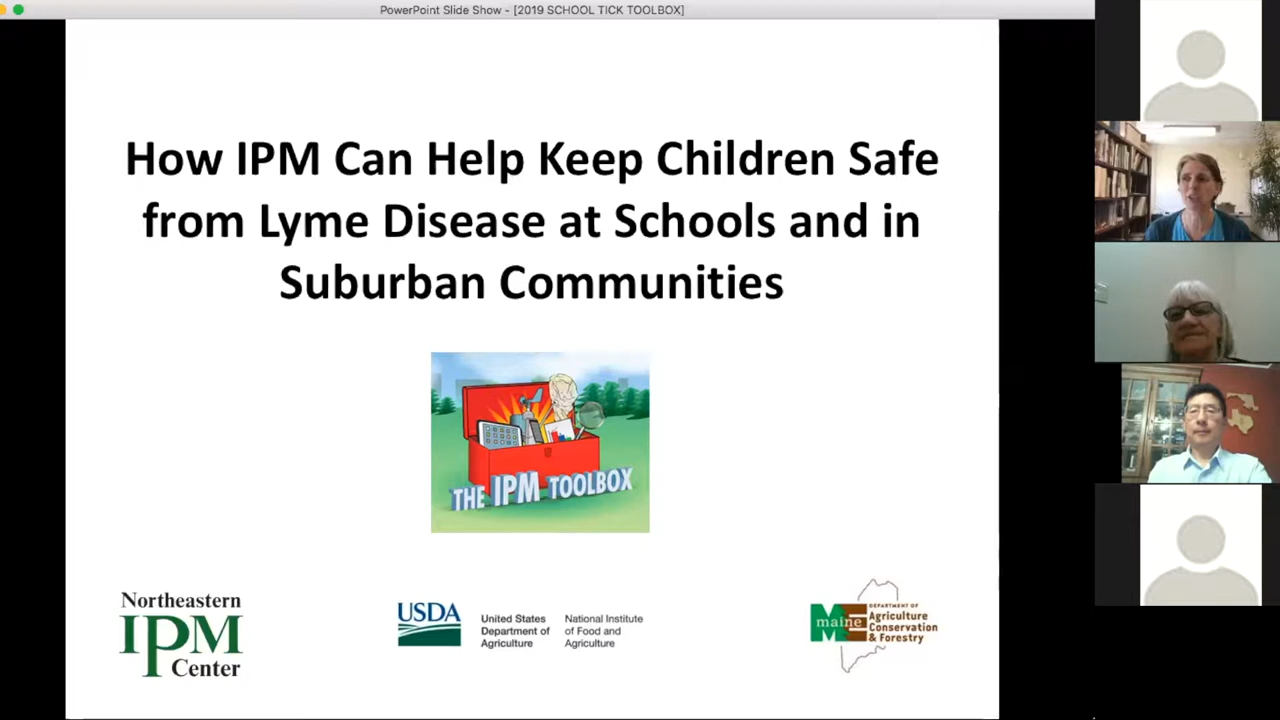 PowerPoint Slide Show - [2019 SCHOOL TICK TOOLBOX]
How IPM Can Help Keep Children Safe
from Lyme Disease at Schools and in
Suburban Communities
THE IPM TOOLBOX
Northeastern
IPM
Center
USDA
United States
Department of
Agriculture
National Institute
of Food and
Agriculture
maine
DEPARTMENT OF
Agriculture
Conservation
& Forestry